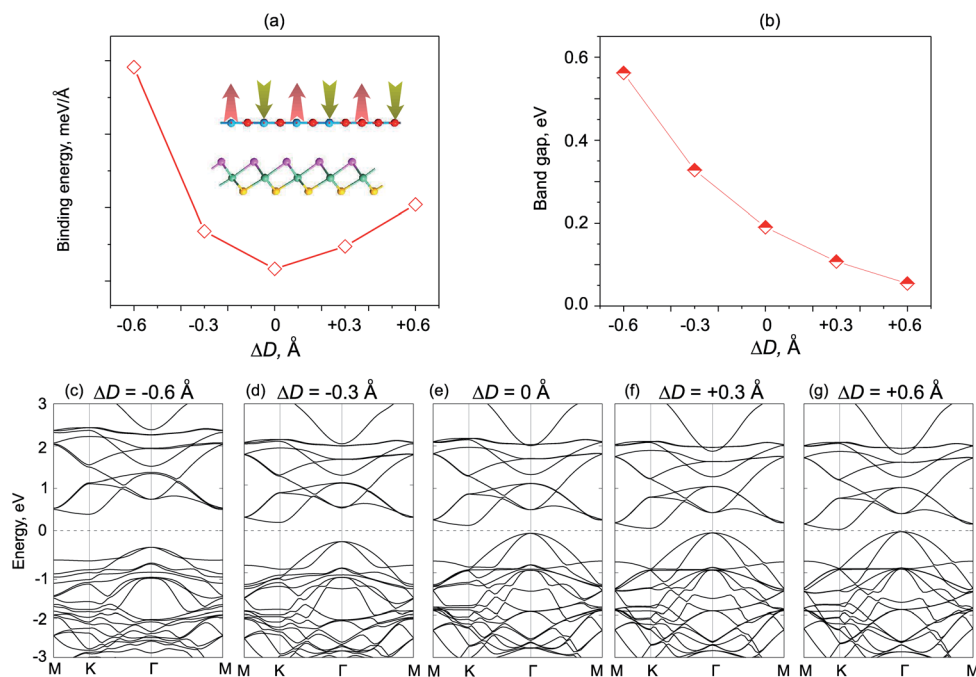 (a)
Binding energy, meV/Å
-0.6 -0.3 0 +0.3 +0.6
ΔD, Å
(b)
Band gap, eV
0.6
0.4
0.2
0.0
-0.6 -0.3 0 +0.3 +0.6
ΔD, Å
(c) ΔD = -0.6 Å
(d) ΔD = -0.3 Å
(e) ΔD = 0 Å
(f) ΔD = +0.3 Å
(g) ΔD = +0.6 Å
Energy, eV
3
2
1
0
-1
-2
-3
M K Γ M
M K Γ M
M K Γ M
M K Γ M
M K Γ M